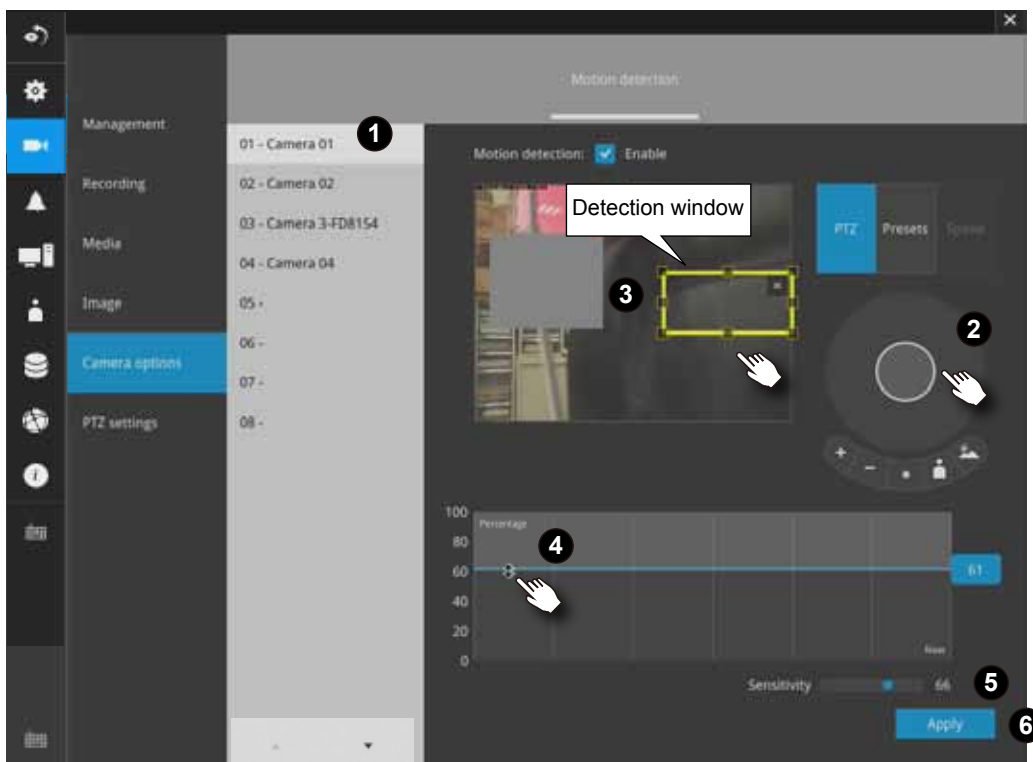 Motion detection
Management
Recording
Media
Image
Camera options
PTZ settings
1
01 - Camera 01
02 - Camera 02
03 - Camera 3-FD8154
04 - Camera 04
05 -
06 -
07 -
08 -
Motion detection: Enable
Detection window
3
PTZ Presets
2
100
80
60
40
20
0
Percentage
4
61
Now
Sensitivity 66 5
Apply 6